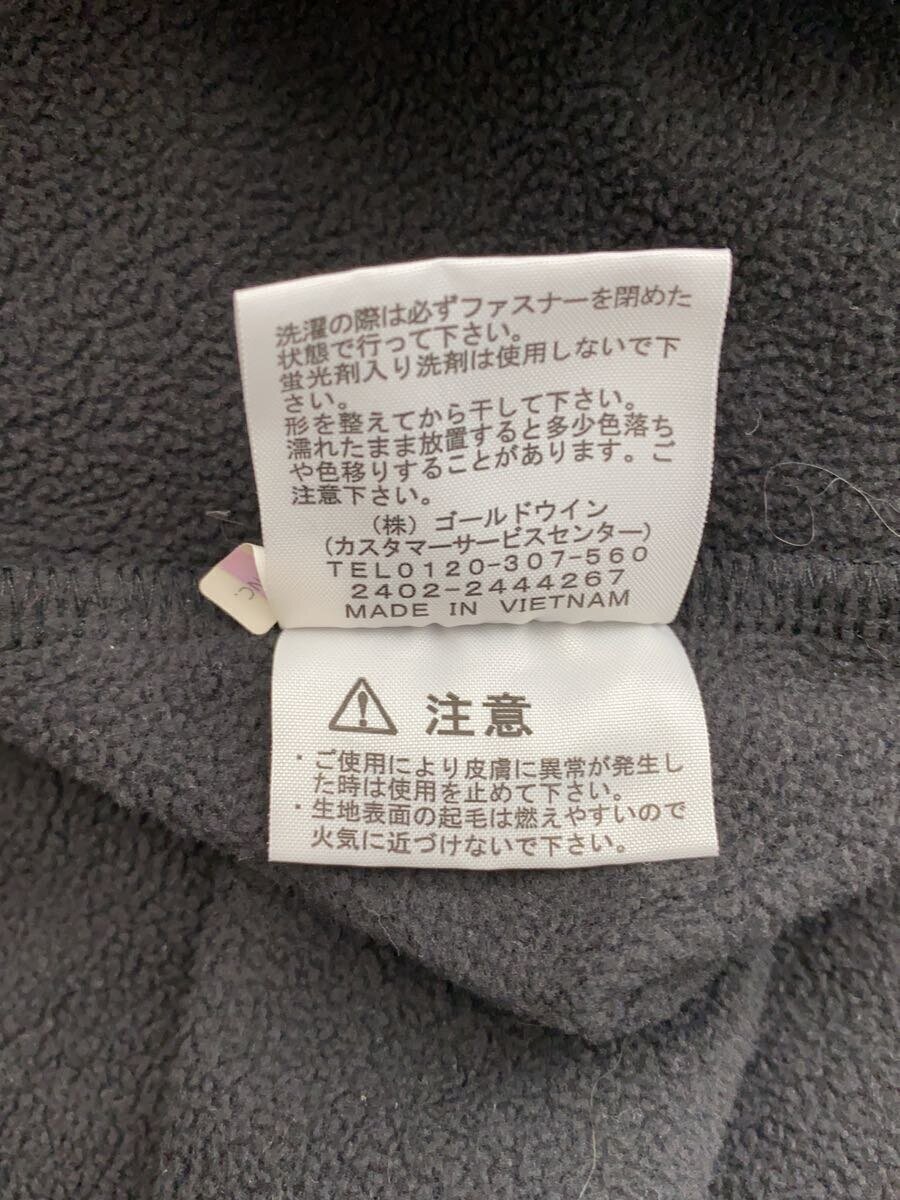 洗濯の際は必ずファスナーを閉めた
状態で行って下さい。
蛍光剤入り洗剤は使用しないで下
さい。
形を整えてから干して下さい。
濡れたまま放置すると多少色落ち
や色移りすることがあります。ご
注意下さい。
(株) ゴールドウイン
(カスタマーサービスセンター)
TEL0120-307-560
2402-2444267
MADE IN VIETNAM
注意
・ご使用により皮膚に異常が発生し
た時は使用を止めて下さい。
・生地表面の起毛は燃えやすいので
火気に近づけないで下さい。